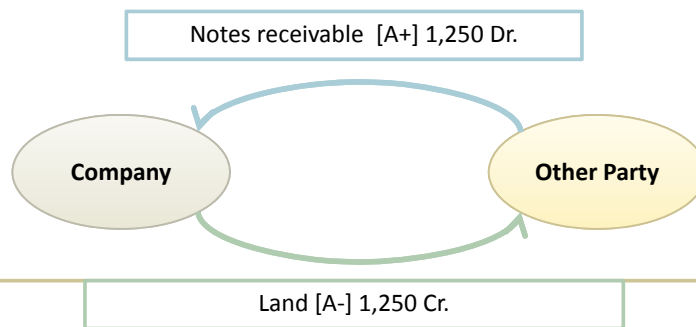 Notes receivable  [A+] 1,250 Dr.
Company
Other Party
Land [A-] 1,250 Cr.